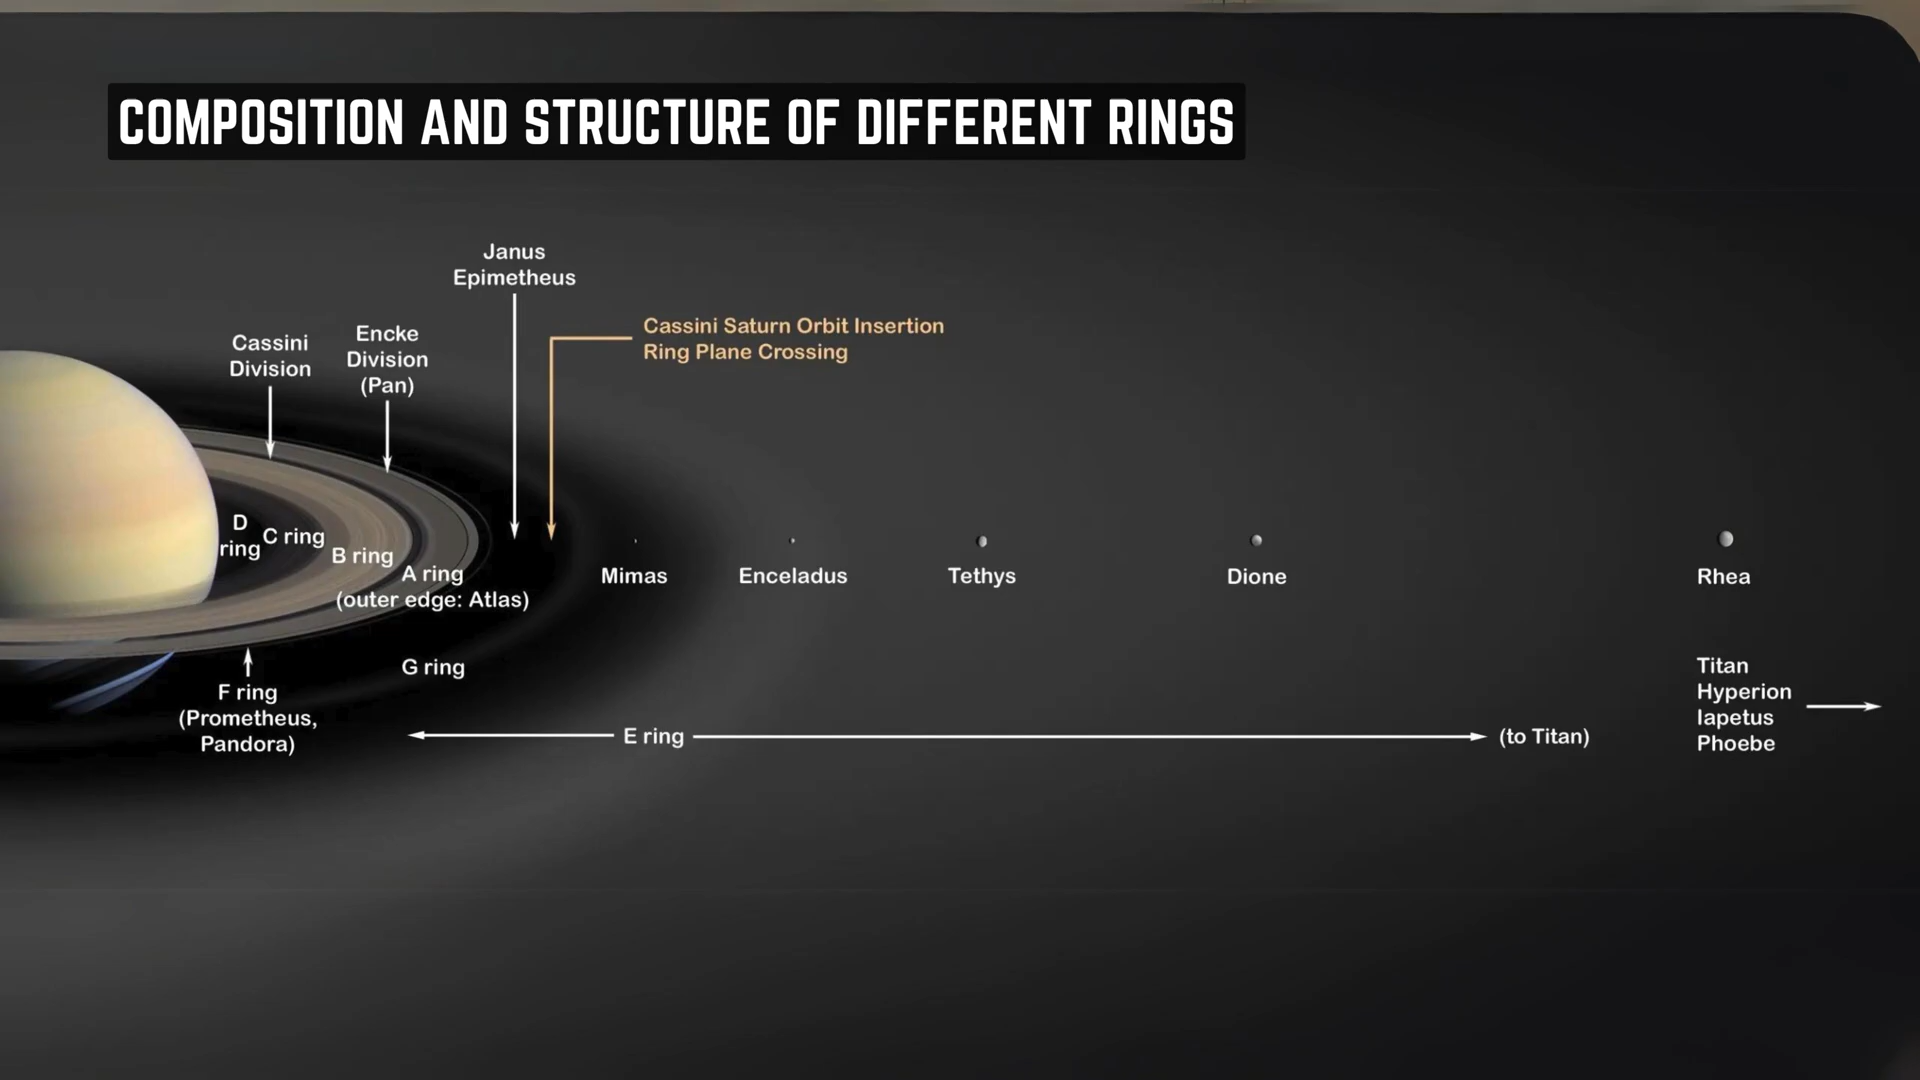 COMPOSITION AND STRUCTURE OF DIFFERENT RINGS
Janus
Epimetheus
Cassini Saturn Orbit Insertion
Ring Plane Crossing
Cassini
Division
Encke
Division
(Pan)
D
ring
C ring
B ring
A ring
(outer edge: Atlas)
Mimas
Enceladus
Tethys
Dione
Rhea
G ring
F ring
(Prometheus,
Pandora)
E ring
(to Titan)
Titan
Hyperion
Iapetus
Phoebe